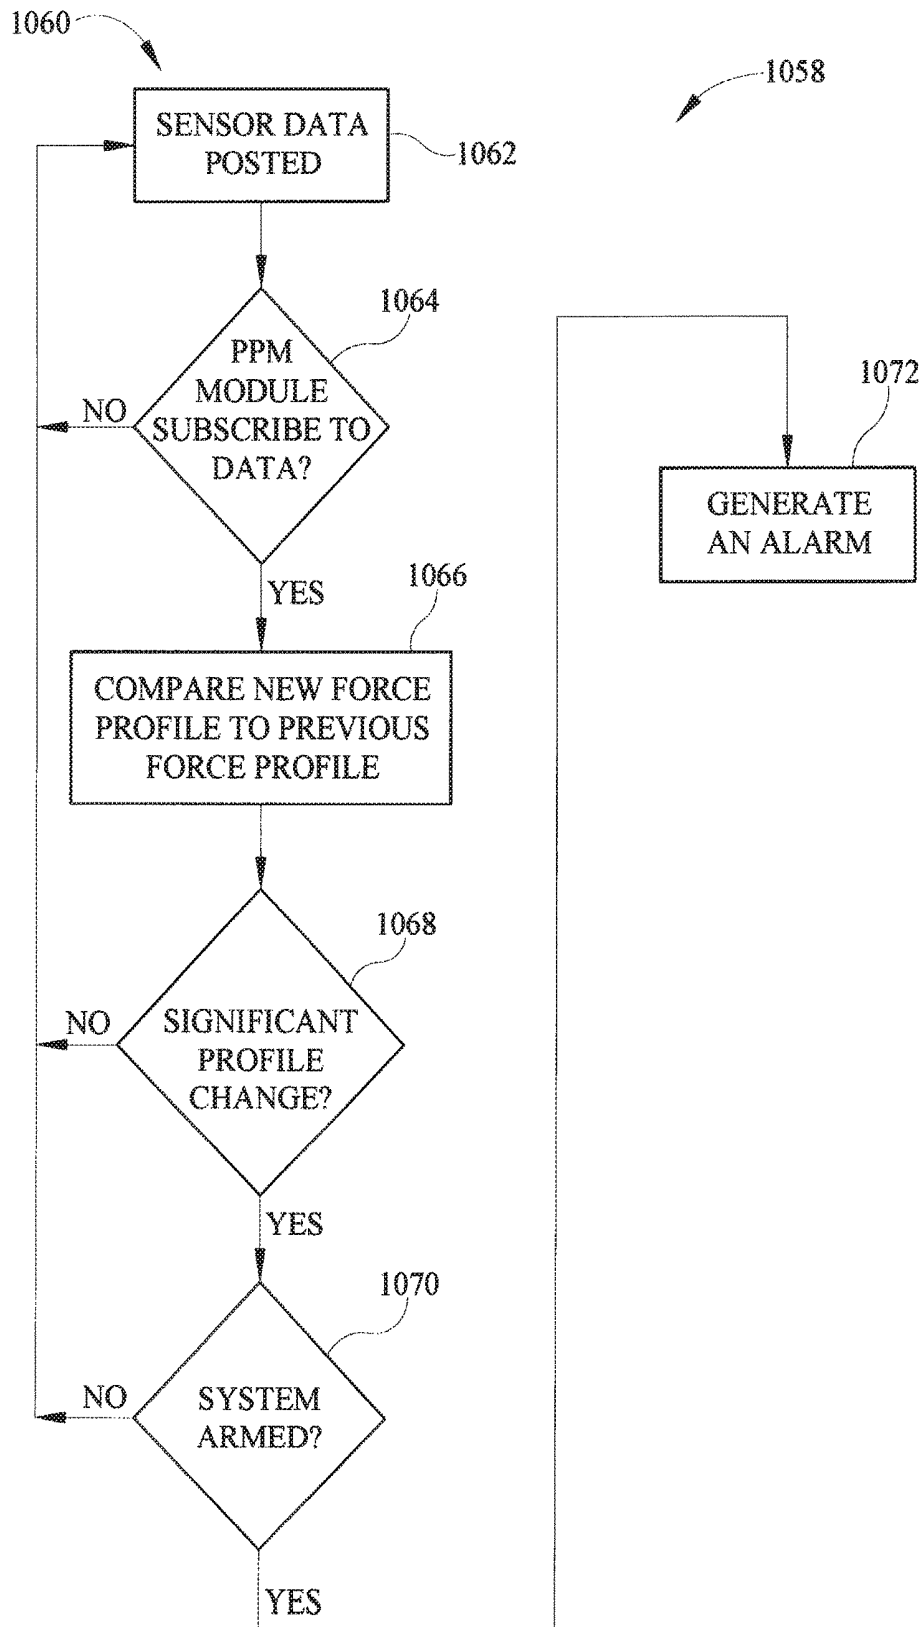 1060
1058
SENSOR DATA
POSTED
1062
1064
PPM
MODULE
SUBSCRIBE TO
DATA?
NO
YES
1066
COMPARE NEW FORCE
PROFILE TO PREVIOUS
FORCE PROFILE
1068
SIGNIFICANT
PROFILE
CHANGE?
NO
YES
1070
SYSTEM
ARMED?
NO
YES
1072
GENERATE
AN ALARM